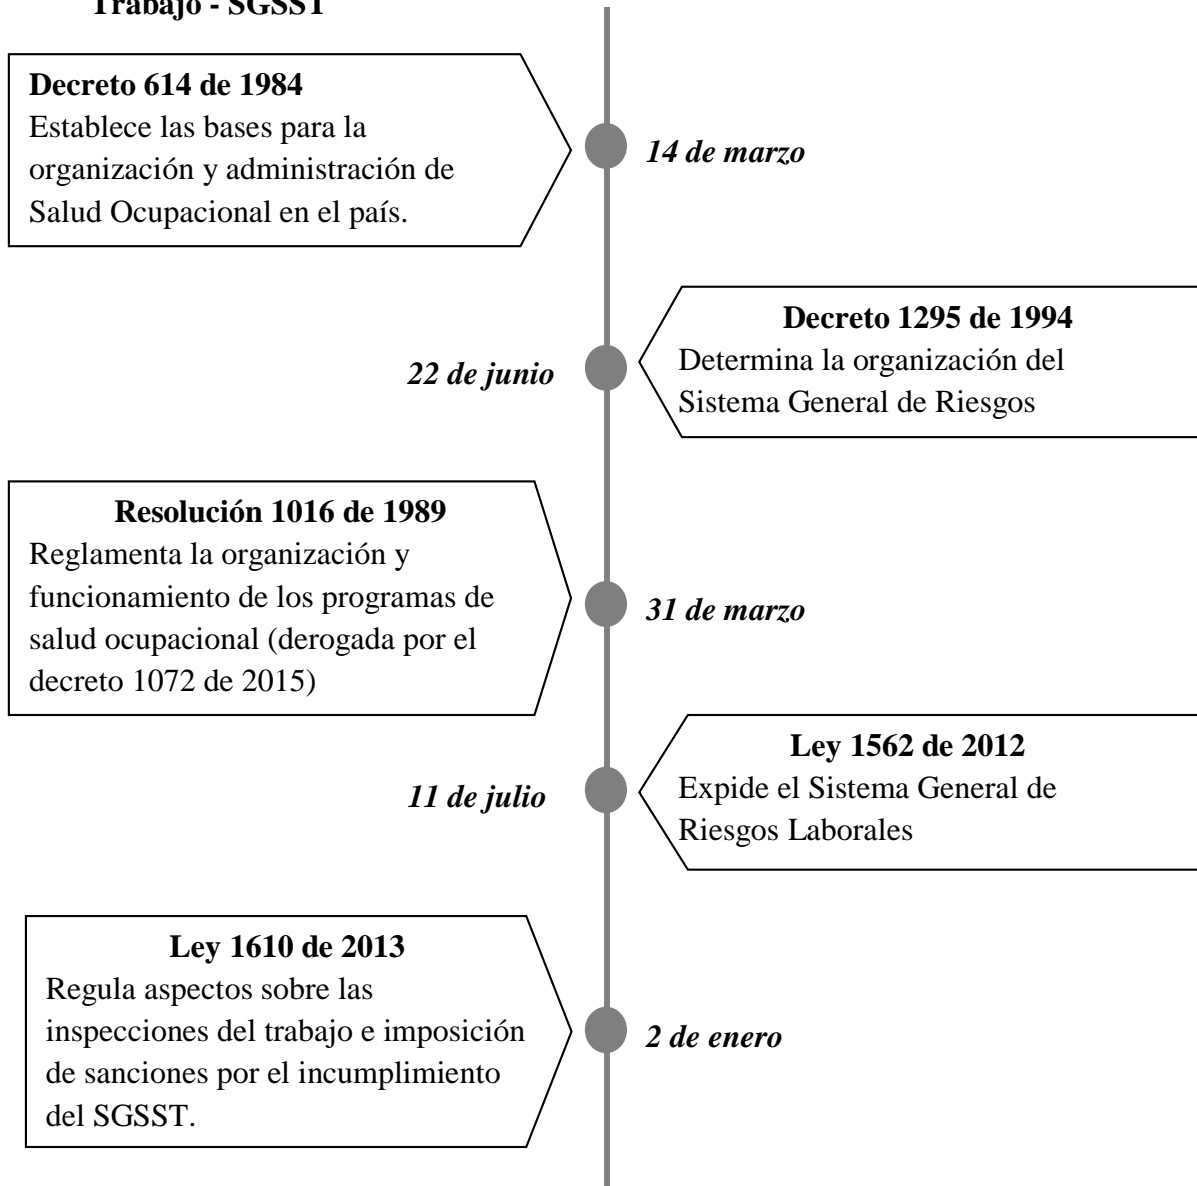 Trabajo - SGSST
Decreto 614 de 1984
Establece las bases para la
organización y administración de
Salud Ocupacional en el país.
14 de marzo
Decreto 1295 de 1994
Determina la organización del
Sistema General de Riesgos
22 de junio
Resolución 1016 de 1989
Reglamenta la organización y
funcionamiento de los programas de
salud ocupacional (derogada por el
decreto 1072 de 2015)
31 de marzo
Ley 1562 de 2012
Expide el Sistema General de
Riesgos Laborales
11 de julio
Ley 1610 de 2013
Regula aspectos sobre las
inspecciones del trabajo e imposición
de sanciones por el incumplimiento
del SGSST.
2 de enero